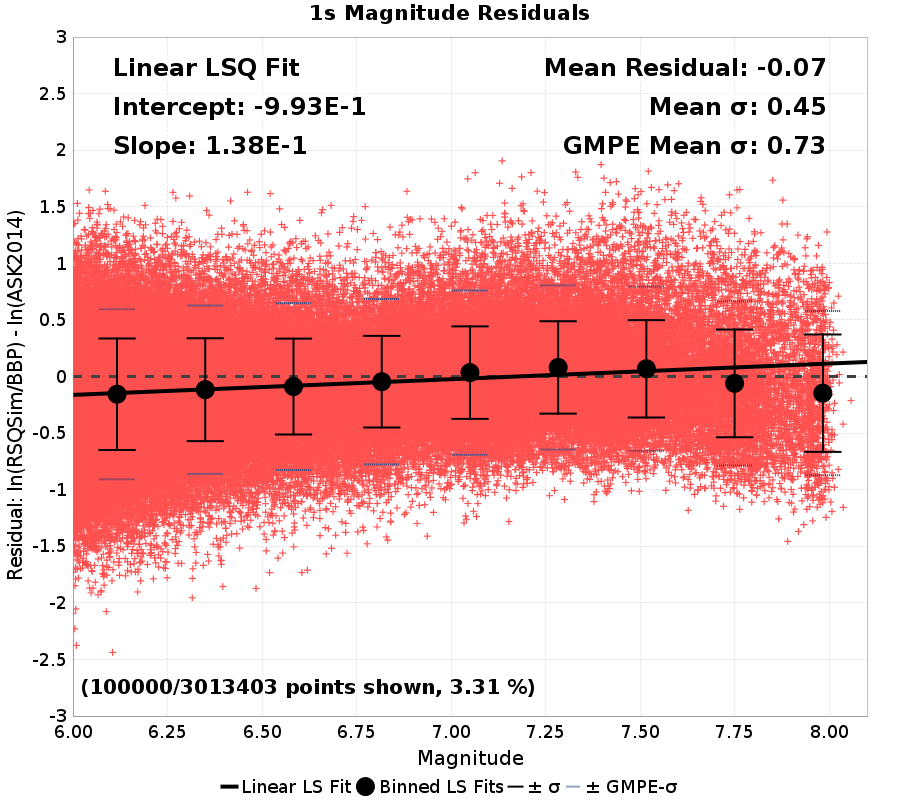 1s Magnitude Residuals
Linear LSQ Fit
Intercept: -9.93E-1
Slope: 1.38E-1
Mean Residual: -0.07
Mean σ: 0.45
GMPE Mean σ: 0.73
Residual: ln(RSQSim/BBP) - ln(ASK2014)
3
2.5
2
1.5
1
0.5
0
-0.5
-1
-1.5
-2
-2.5
-3
(100000/3013403 points shown, 3.31 %)
6.00 6.25 6.50 6.75 7.00 7.25 7.50 7.75 8.00
Magnitude
Linear LS Fit Binned LS Fits ± σ ± GMPE-σ